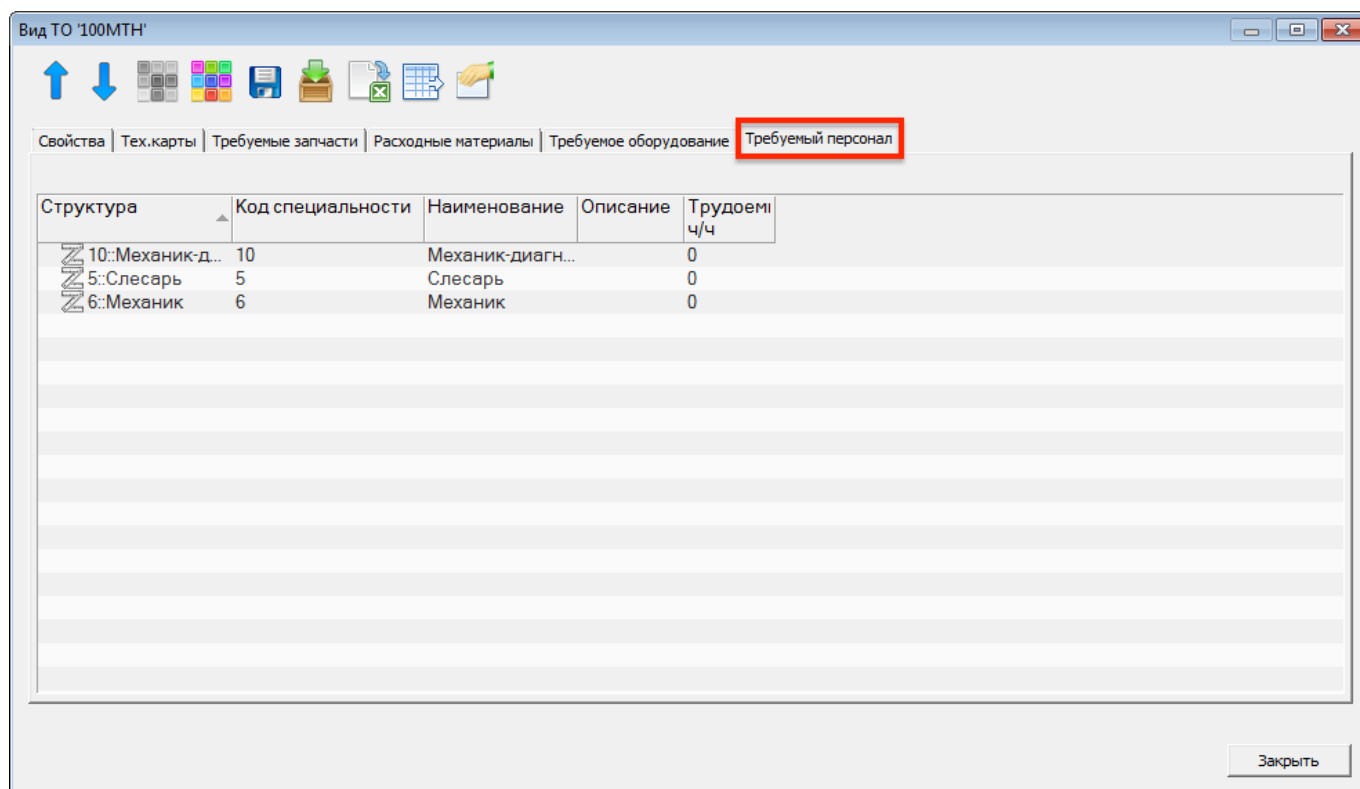 Вид ТО '100МТН'
Свойства Тех.карты Требуемые запчасти Расходные материалы Требуемое оборудование Требуемый персонал
Структура Код специальности Наименование Описание Трудоем
ч/ч
10::Механик-д... 10 Механик-диагн... 0
5::Слесарь 5 Слесарь 0
6::Механик 6 Механик 0
Закрыть